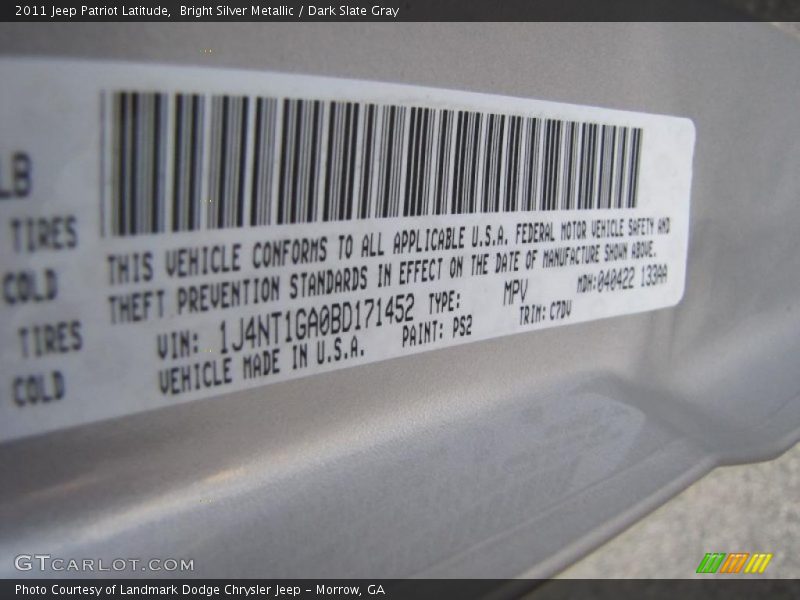 2011 Jeep Patriot Latitude, Bright Silver Metallic / Dark Slate Gray
LB
TIRES
COLD
TIRES
COLD
THIS VEHICLE CONFORMS TO ALL APPLICABLE U.S.A. FEDERAL MOTOR VEHICLE SAFETY AND
THEFT PREVENTION STANDARDS IN EFFECT ON THE DATE OF MANUFACTURE SHOWN ABOVE.
VIN: 1J4NT1GA0BD171452 TYPE: MPV MDH:040422 133AA
VEHICLE MADE IN U.S.A. PAINT: PS2 TRIM: C7DV
GTCARLOT.COM
Photo Courtesy of Landmark Dodge Chrysler Jeep - Morrow, GA